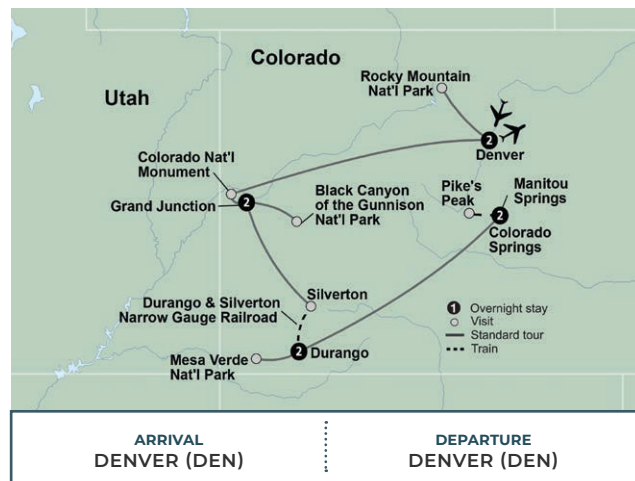 Colorado
Utah
Rocky Mountain
Nat'l Park
2
Denver
Colorado Nat'l
Monument
Grand Junction
2
Black Canyon
of the Gunnison
Nat'l Park
Pike's
Peak
Manitou
Springs
2
Colorado
Springs
Durango & Silverton
Narrow Gauge Railroad
Silverton
Mesa Verde
Nat'l Park
2
Durango
1 Overnight stay
Visit
Standard tour
Train
ARRIVAL
DENVER (DEN)
DEPARTURE
DENVER (DEN)